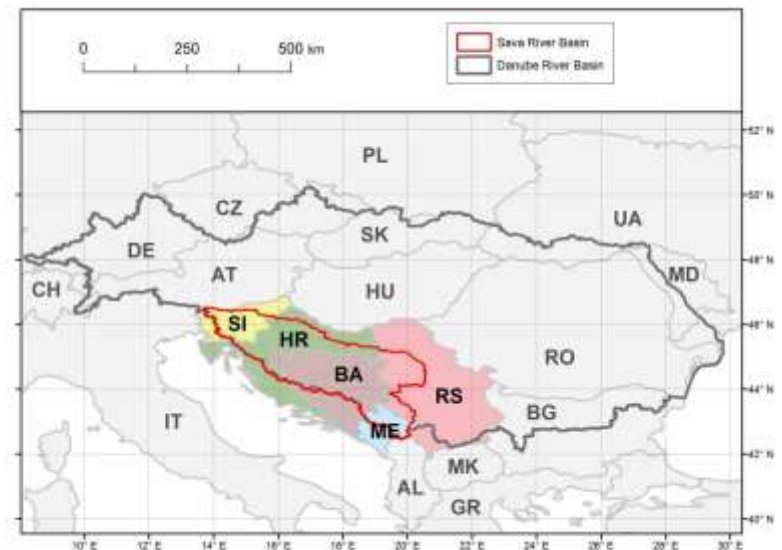 0 250 500 km
Sava River Basin
Danube River Basin
PL
CZ
UA
SK
DE
MD
AT
CH
HU
SI
HR
RO
BA
RS
BG
IT
ME
MK
AL
GR
52° N
50° N
48° N
46° N
44° N
42° N
40° N
10° E 12° E 14° E 16° E 18° E 20° E 22° E 24° E 26° E 28° E 30° E